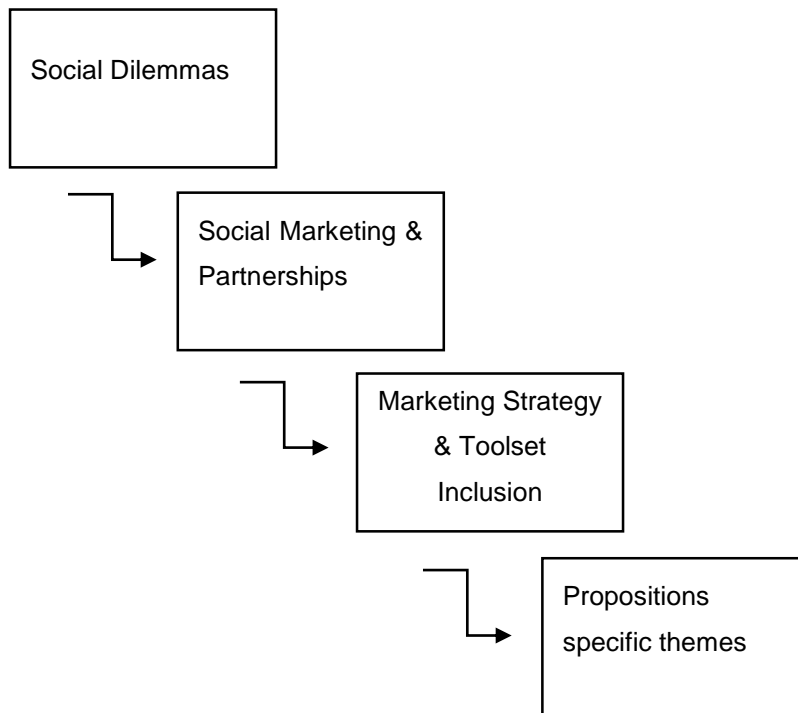 Social Dilemmas
Social Marketing &
Partnerships
Marketing Strategy
& Toolset
Inclusion
Propositions
specific themes